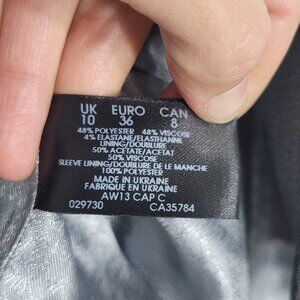 UK EURO CAN
10 36 8
48% POLYESTER 48% VISCOSE
4% ELASTANE/ELASTHANNE
LINING/DOUBLURE
50% ACETATE/ACETAT
50% VISCOSE
SLEEVE LINING/DOUBLURE DE LA MANCHE
100% POLYESTER
MADE IN UKRAINE
FABRIQUE EN UKRAINE
AW13 CAP C
029730 CA35784